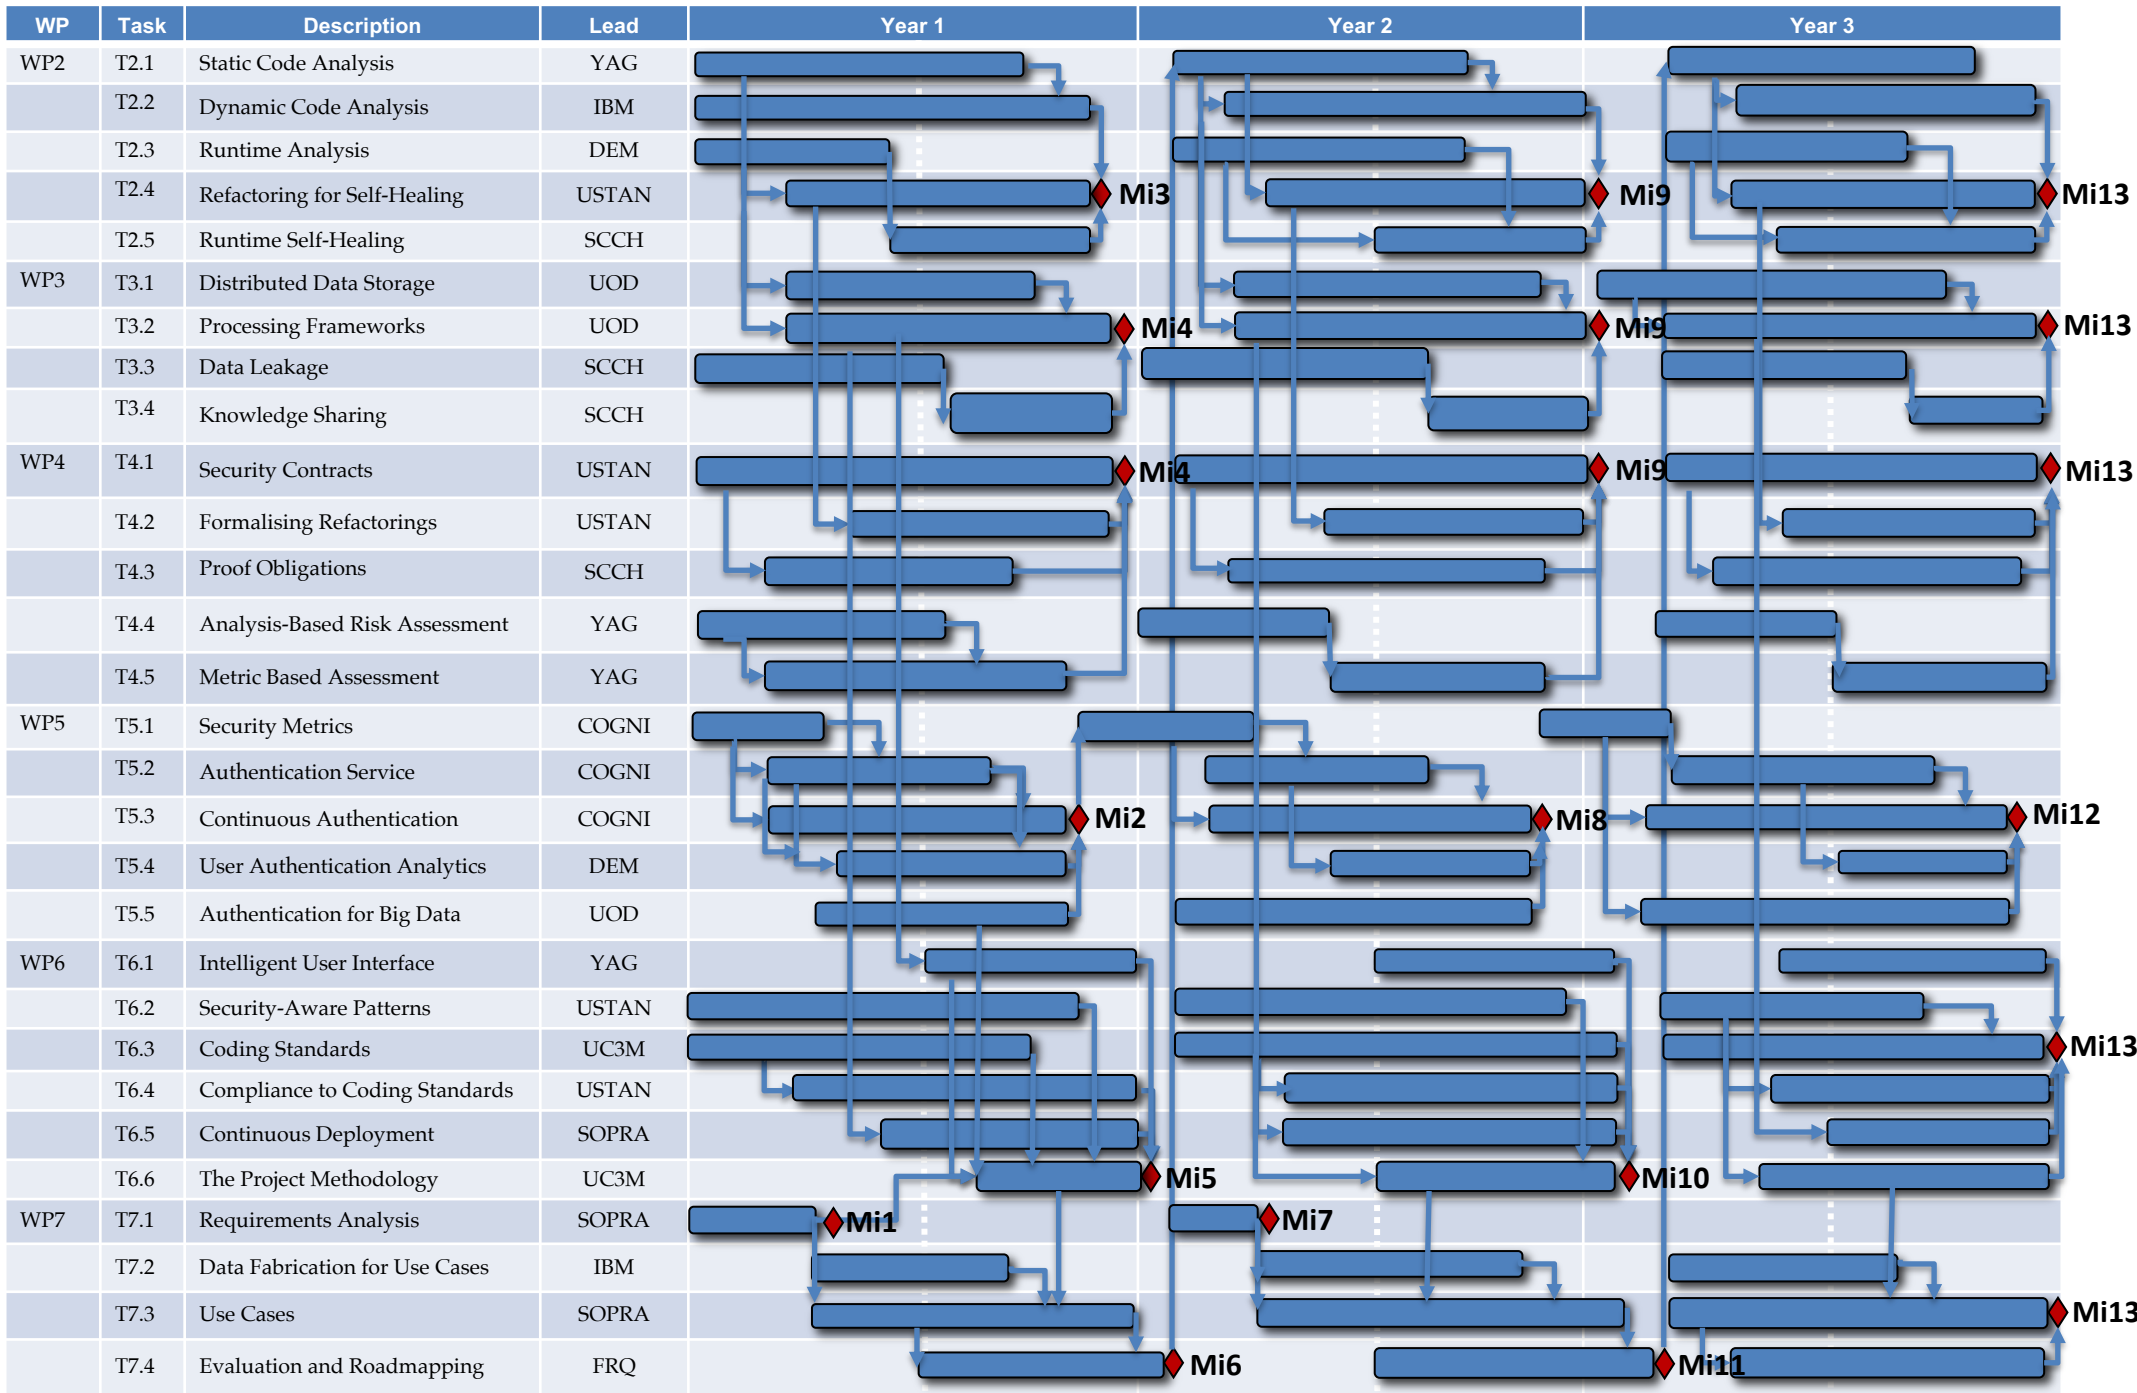 WP Task Description Lead Year 1 Year 2 Year 3
WP2 T2.1 Static Code Analysis YAG
T2.2 Dynamic Code Analysis IBM
T2.3 Runtime Analysis DEM
T2.4 Refactoring for Self-Healing USTAN Mi3 Mi9 Mi13
T2.5 Runtime Self-Healing SCCH
WP3 T3.1 Distributed Data Storage UOD
T3.2 Processing Frameworks UOD Mi4 Mi9 Mi13
T3.3 Data Leakage SCCH
T3.4 Knowledge Sharing SCCH
WP4 T4.1 Security Contracts USTAN Mi4 Mi9 Mi13
T4.2 Formalising Refactorings USTAN
T4.3 Proof Obligations SCCH
T4.4 Analysis-Based Risk Assessment YAG
T4.5 Metric Based Assessment YAG
WP5 T5.1 Security Metrics COGNI
T5.2 Authentication Service COGNI
T5.3 Continuous Authentication COGNI Mi2 Mi8 Mi12
T5.4 User Authentication Analytics DEM
T5.5 Authentication for Big Data UOD
WP6 T6.1 Intelligent User Interface YAG
T6.2 Security-Aware Patterns USTAN
T6.3 Coding Standards UC3M Mi13
T6.4 Compliance to Coding Standards USTAN
T6.5 Continuous Deployment SOPRA
T6.6 The Project Methodology UC3M Mi5 Mi10
WP7 T7.1 Requirements Analysis SOPRA Mi1 Mi7
T7.2 Data Fabrication for Use Cases IBM
T7.3 Use Cases SOPRA Mi13
T7.4 Evaluation and Roadmapping FRQ Mi6 Mi11